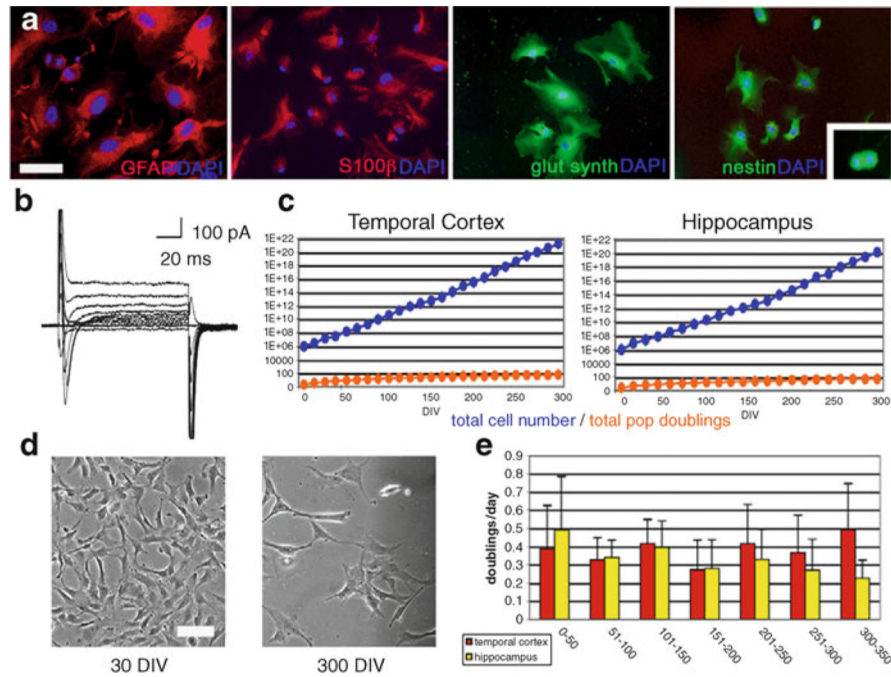 a
GFAP/DAPI
S100β DAPI
glut synth DAPI
nestin DAPI
b
100 pA
20 ms
c
Temporal Cortex
1E+22
1E+20
1E+18
1E+16
1E+14
1E+12
1E+10
1E+08
1E+06
10000
100
1
0 50 100 150 200 250 300
DIV
Hippocampus
1E+22
1E+20
1E+18
1E+16
1E+14
1E+12
1E+10
1E+08
1E+06
10000
100
1
0 50 100 150 200 250 300
DIV
total cell number / total pop doublings
d
30 DIV
300 DIV
e
doublings/day
0.9
0.8
0.7
0.6
0.5
0.4
0.3
0.2
0.1
0
0-50
51-100
101-150
151-200
201-250
251-300
300-350
temporal cortex
hippocampus